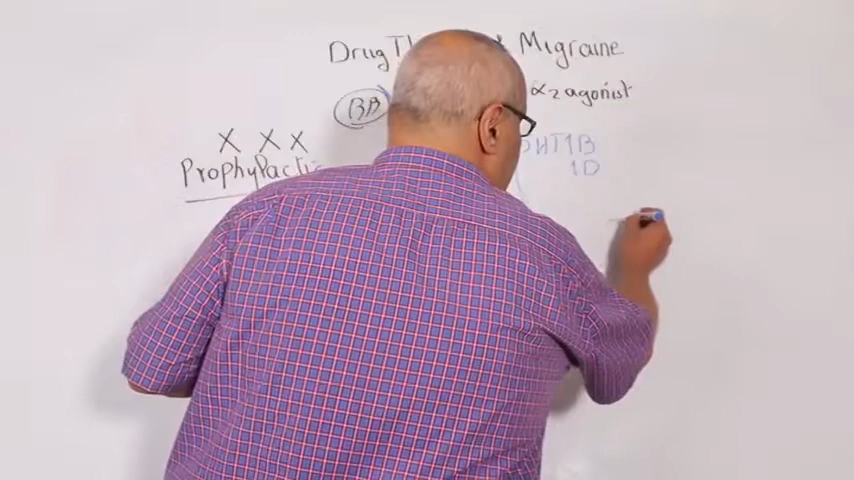 Drug Migraine
BB α2 agonist
X X X 5HT1B
Prophylactic 1D